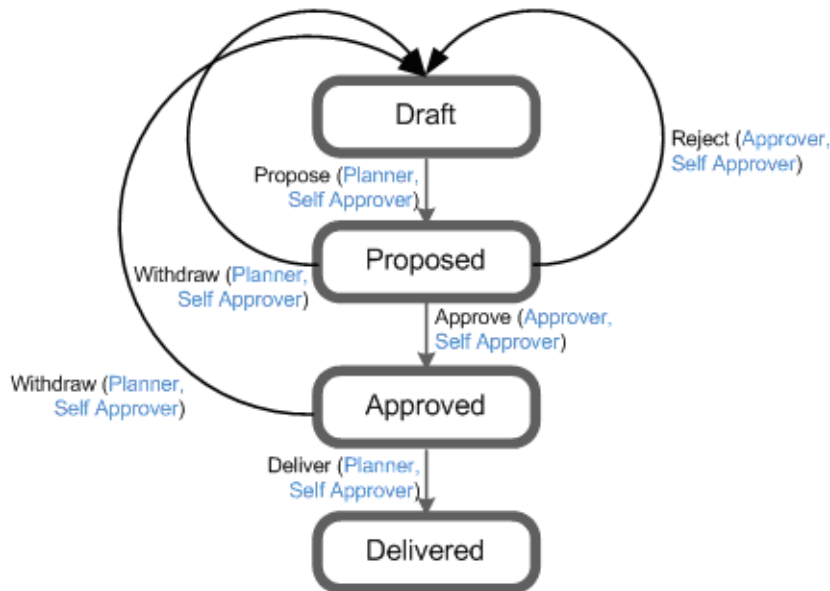 Draft
Reject (Approver,
Self Approver)
Propose (Planner,
Self Approver)
Proposed
Withdraw (Planner,
Self Approver)
Approve (Approver,
Self Approver)
Withdraw (Planner,
Self Approver)
Approved
Deliver (Planner,
Self Approver)
Delivered